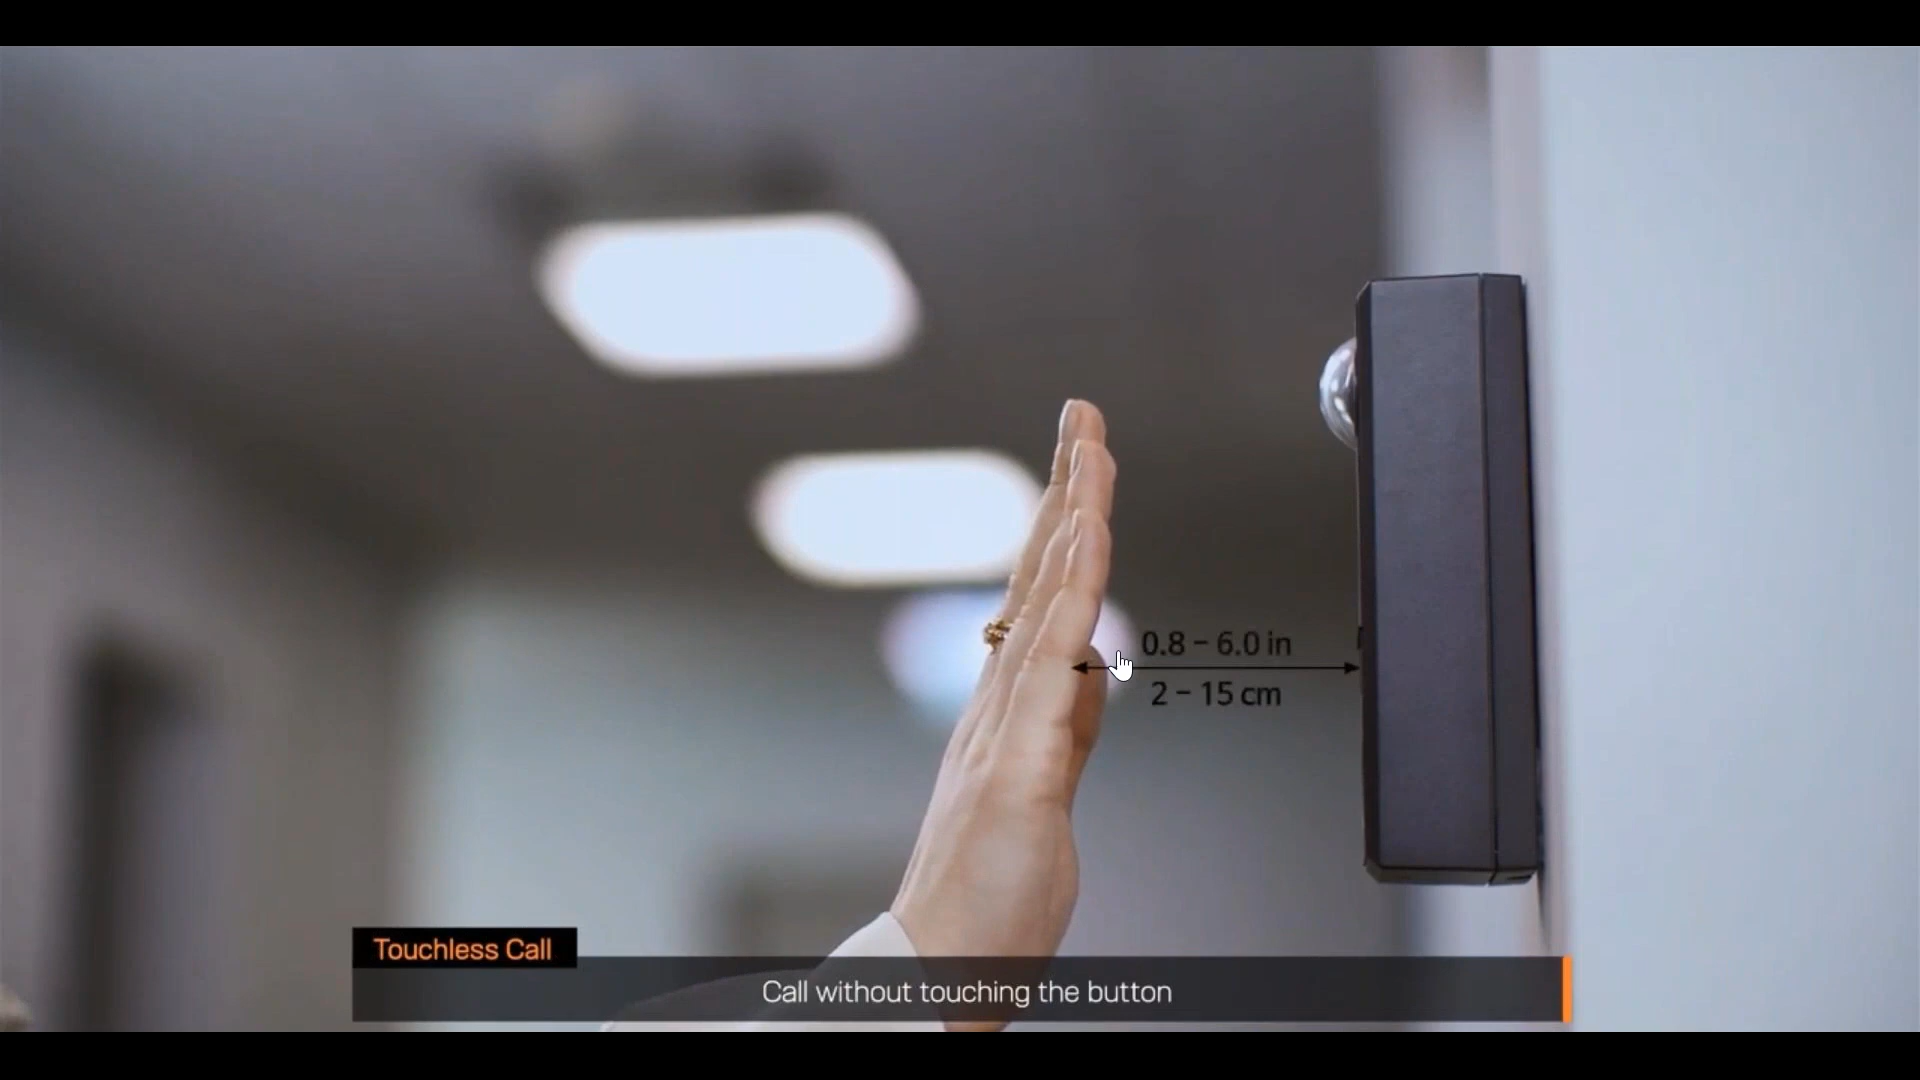 0.8 – 6.0 in
2 – 15 cm
Touchless Call
Call without touching the button